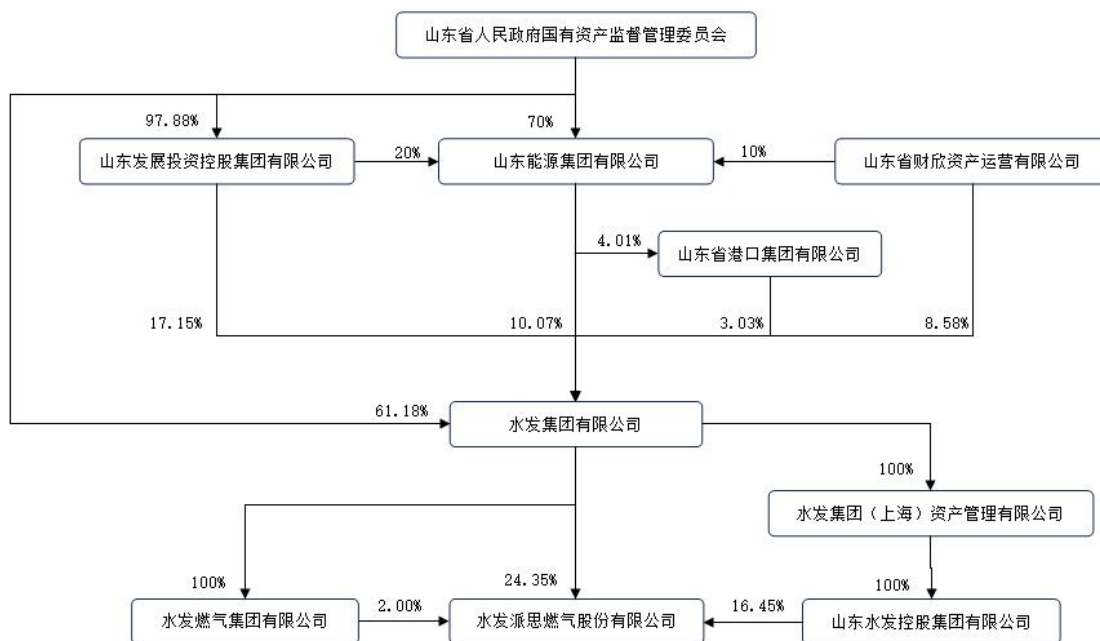 山东省人民政府国有资产监督管理委员会
97.88%
70%
山东发展投资控股集团有限公司
20%
山东能源集团有限公司
10%
山东省财欣资产运营有限公司
4.01%
山东省港口集团有限公司
17.15%
10.07%
3.03%
8.58%
61.18%
水发集团有限公司
100%
水发集团（上海）资产管理有限公司
100%
24.35%
100%
水发燃气集团有限公司
2.00%
水发派思燃气股份有限公司
16.45%
山东水发控股集团有限公司